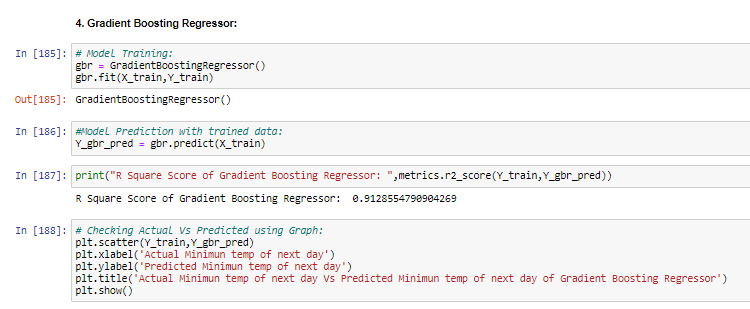 4. Gradient Boosting Regressor:
In [185]: # Model Training:
gbr = GradientBoostingRegressor()
gbr.fit(X_train,Y_train)
Out[185]: GradientBoostingRegressor()
In [186]: #Model Prediction with trained data:
Y_gbr_pred = gbr.predict(X_train)
In [187]: print("R Square Score of Gradient Boosting Regressor: ",metrics.r2_score(Y_train,Y_gbr_pred))
R Square Score of Gradient Boosting Regressor:  0.9128554790904269
In [188]: # Checking Actual Vs Predicted using Graph:
plt.scatter(Y_train,Y_gbr_pred)
plt.xlabel('Actual Minimun temp of next day')
plt.ylabel('Predicted Minimun temp of next day')
plt.title('Actual Minimun temp of next day Vs Predicted Minimun temp of next day of Gradient Boosting Regressor')
plt.show()